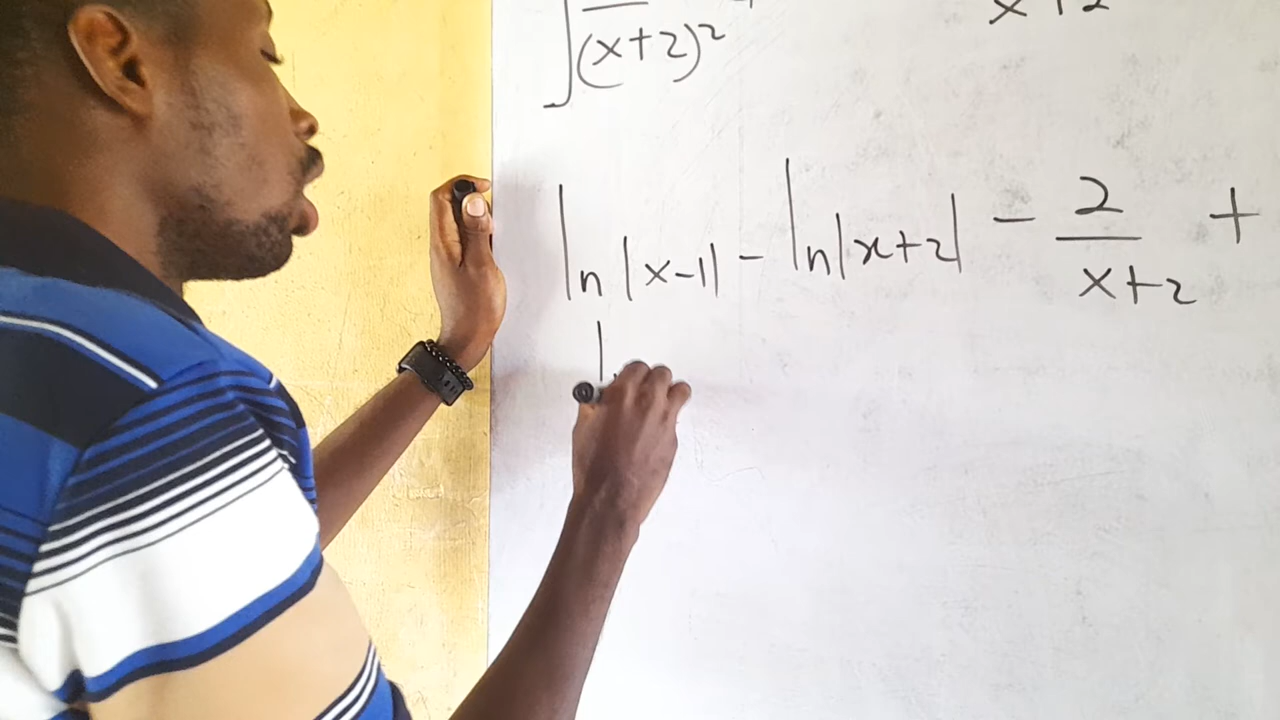 ∫ (x+2)² x+2
ln |x-1| - ln|x+2| - 2/(x+2) +
l